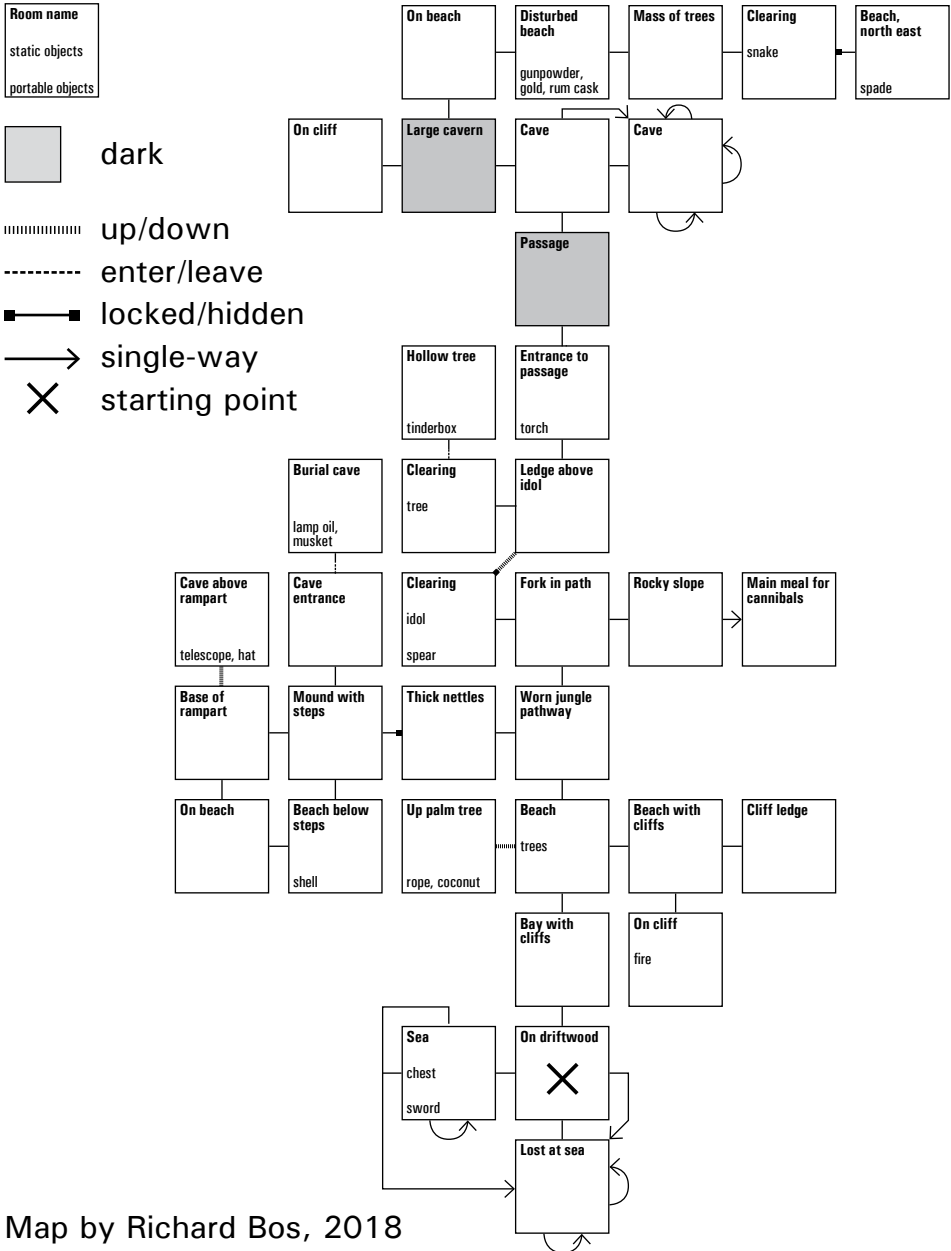 Room name
static objects
portable objects
dark
up/down
enter/leave
locked/hidden
single-way
starting point
On beach
Disturbed
beach
gunpowder,
gold, rum cask
Mass of trees
Clearing
snake
Beach,
north east
spade
On cliff
Large cavern
Cave
Cave
Passage
Hollow tree
tinderbox
Entrance to
passage
torch
Burial cave
lamp oil,
musket
Clearing
tree
Ledge above
idol
Cave above
rampart
telescope, hat
Cave
entrance
Clearing
idol
spear
Fork in path
Rocky slope
Main meal for
cannibals
Base of
rampart
Mound with
steps
Thick nettles
Worn jungle
pathway
On beach
Beach below
steps
shell
Up palm tree
rope, coconut
Beach
trees
Beach with
cliffs
Cliff ledge
Bay with
cliffs
On cliff
fire
Sea
chest
sword
On driftwood
Lost at sea
Map by Richard Bos, 2018